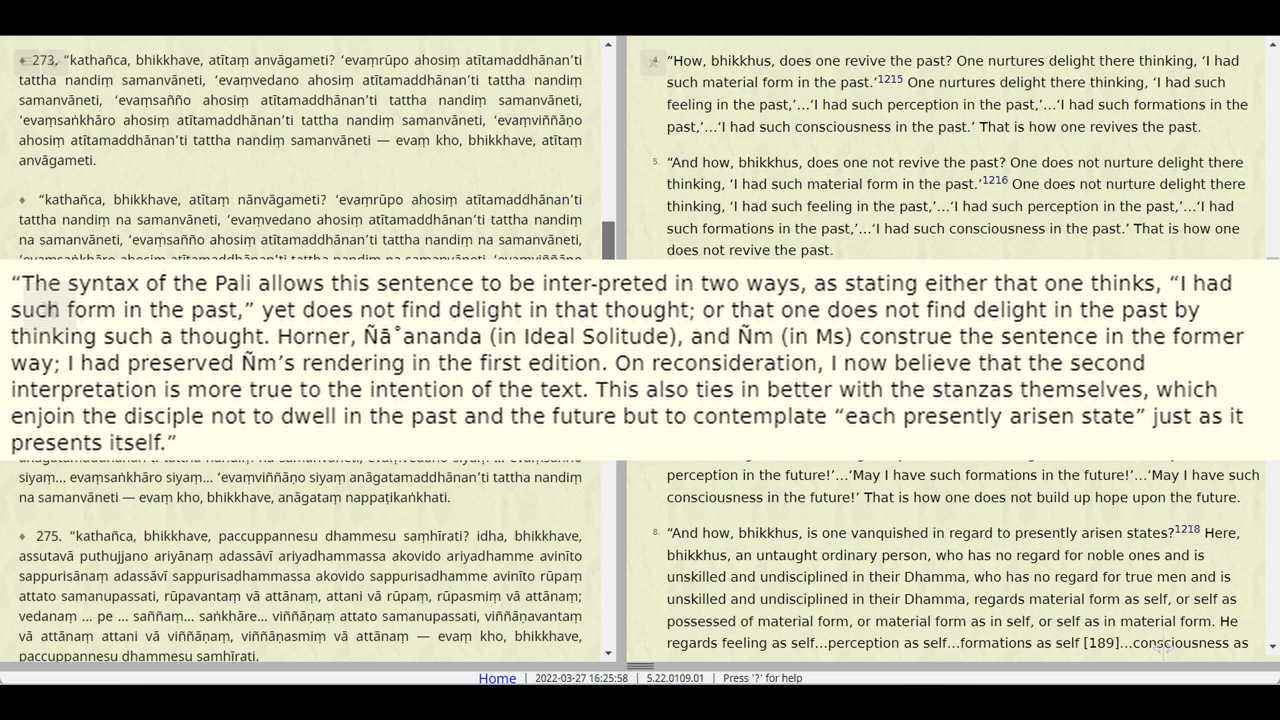 ♦ 273. “kathañca, bhikkhave, atītaṃ anvāgameti? ‘evaṃrūpo ahosiṃ atītamaddhānan’ti
tattha nandiṃ samanvāneti, ‘evaṃvedano ahosiṃ atītamaddhānan’ti tattha nandiṃ
samanvāneti, ‘evaṃsañño ahosiṃ atītamaddhānan’ti tattha nandiṃ samanvāneti,
‘evaṃsaṅkhāro ahosiṃ atītamaddhānan’ti tattha nandiṃ samanvāneti, ‘evaṃviññāṇo
ahosiṃ atītamaddhānan’ti tattha nandiṃ samanvāneti — evaṃ kho, bhikkhave, atītaṃ
anvāgameti.
♦ “kathañca, bhikkhave, atītaṃ nānvāgameti? ‘evaṃrūpo ahosiṃ atītamaddhānan’ti
tattha nandiṃ na samanvāneti, ‘evaṃvedano ahosiṃ atītamaddhānan’ti tattha nandiṃ
na samanvāneti, ‘evaṃsañño ahosiṃ atītamaddhānan’ti tattha nandiṃ na samanvāneti,
4. “How, bhikkhus, does one revive the past? One nurtures delight there thinking, ‘I had
such material form in the past.’1215 One nurtures delight there thinking, ‘I had such
feeling in the past,’…‘I had such perception in the past,’…‘I had such formations in the
past,’…‘I had such consciousness in the past.’ That is how one revives the past.
5. “And how, bhikkhus, does one not revive the past? One does not nurture delight there
thinking, ‘I had such material form in the past.’1216 One does not nurture delight there
thinking, ‘I had such feeling in the past,’…‘I had such perception in the past,’…‘I had
such formations in the past,’…‘I had such consciousness in the past.’ That is how one
does not revive the past.
“The syntax of the Pali allows this sentence to be inter-preted in two ways, as stating either that one thinks, “I had
such form in the past,” yet does not find delight in that thought; or that one does not find delight in the past by
thinking such a thought. Horner, Ñā˚ananda (in Ideal Solitude), and Ñm (in Ms) construe the sentence in the former
way; I had preserved Ñm’s rendering in the first edition. On reconsideration, I now believe that the second
interpretation is more true to the intention of the text. This also ties in better with the stanzas themselves, which
enjoin the disciple not to dwell in the past and the future but to contemplate “each presently arisen state” just as it
presents itself.”
siyaṃ... evaṃsaṅkhāro siyaṃ... ‘evaṃviññāṇo siyaṃ anāgatamaddhānan’ti tattha nandiṃ
na samanvāneti — evaṃ kho, bhikkhave, anāgataṃ nappaṭikaṅkhati.
♦ 275. “kathañca, bhikkhave, paccuppannesu dhammesu saṃhīrati? idha, bhikkhave,
assutavā puthujjano ariyānaṃ adassāvī ariyadhammassa akovido ariyadhamme avinīto
sappurisānaṃ adassāvī sappurisadhammassa akovido sappurisadhamme avinīto rūpaṃ
attato samanupassati, rūpavantaṃ vā attānaṃ, attani vā rūpaṃ, rūpasmiṃ vā attānaṃ;
vedanaṃ ... pe ... saññaṃ... saṅkhāre... viññāṇaṃ attato samanupassati, viññāṇavantaṃ
vā attānaṃ attani vā viññāṇaṃ, viññāṇasmiṃ vā attānaṃ — evaṃ kho, bhikkhave,
paccuppannesu dhammesu saṃhīrati.
perception in the future!’…‘May I have such formations in the future!’…‘May I have such
consciousness in the future!’ That is how one does not build up hope upon the future.
8. “And how, bhikkhus, is one vanquished in regard to presently arisen states?1218 Here,
bhikkhus, an untaught ordinary person, who has no regard for noble ones and is
unskilled and undisciplined in their Dhamma, who has no regard for true men and is
unskilled and undisciplined in their Dhamma, regards material form as self, or self as
possessed of material form, or material form as in self, or self as in material form. He
regards feeling as self…perception as self…formations as self [189]…consciousness as
Home | 2022-03-27 16:25:58 | 5.22.0109.01 | Press '?' for help